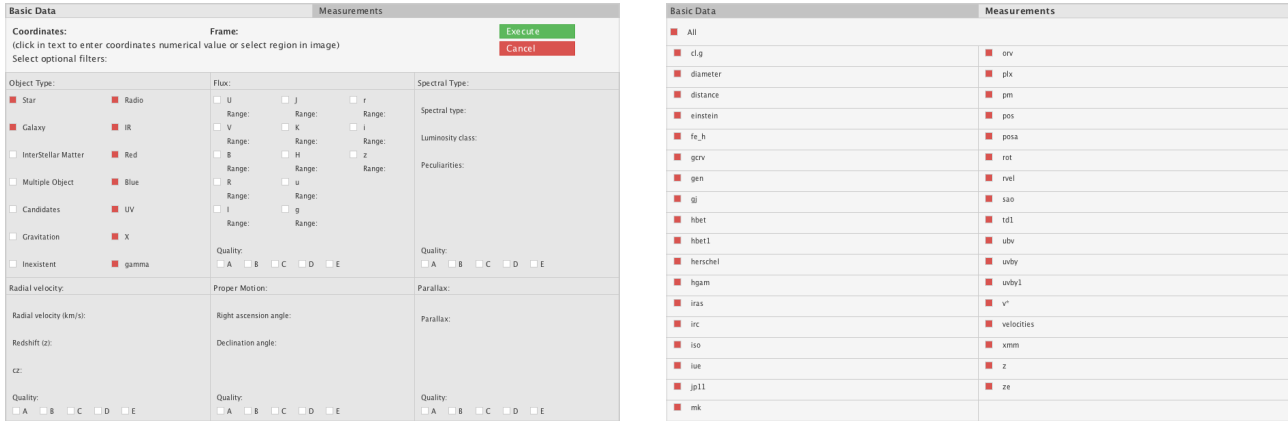 Basic Data Measurements
Coordinates: Frame: Execute
(click in text to enter coordinates numerical value or select region in image) Cancel
Select optional filters:
Object Type: Flux: Spectral Type:
Star Radio U J r
Range: Range: Range: Spectral type:
Galaxy IR V K i
Range: Range: Range: Luminosity class:
InterStellar Matter Red B H z
Range: Range: Range: Peculiarities:
Multiple Object Blue R u
Range: Range:
Candidates UV I g
Range: Range:
Gravitation X
Quality: Quality:
Inexistent gamma A B C D E A B C D E
Radial velocity: Proper Motion: Parallax:
Radial velocity (km/s): Right ascension angle: Parallax:
Redshift (z): Declination angle:
cz:
Quality: Quality: Quality:
A B C D E A B C D E A B C D E
Basic Data Measurements
All
cl.g orv
diameter plx
distance pm
einstein pos
fe_h posa
gcrv rot
gen rvel
gj sao
hbet td1
hbet1 ubv
herschel uvby
hgam uvby1
iras v*
irc velocities
iso xmm
iue z
jp11 ze
mk